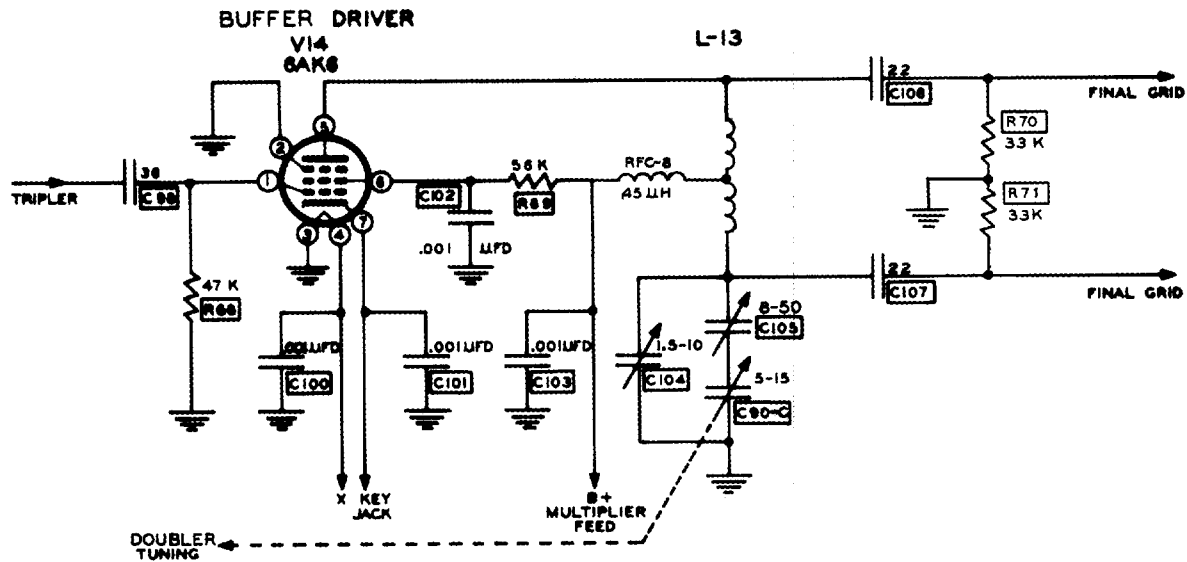 BUFFER DRIVER
V14
6AK6
L-13
22
C108
FINAL GRID
5
2
1
6
7
3
4
36
C98
TRIPLER
56 K
R69
RFC-8
45 μH
R70
33 K
R71
33 K
C102
.001 μFD
47 K
R68
22
C107
FINAL GRID
.001μFD
C100
.001μFD
C101
.001μFD
C103
1.5-10
C104
8-50
C105
5-15
C90-C
X
KEY
JACK
B+
MULTIPLIER
FEED
DOUBLER
TUNING